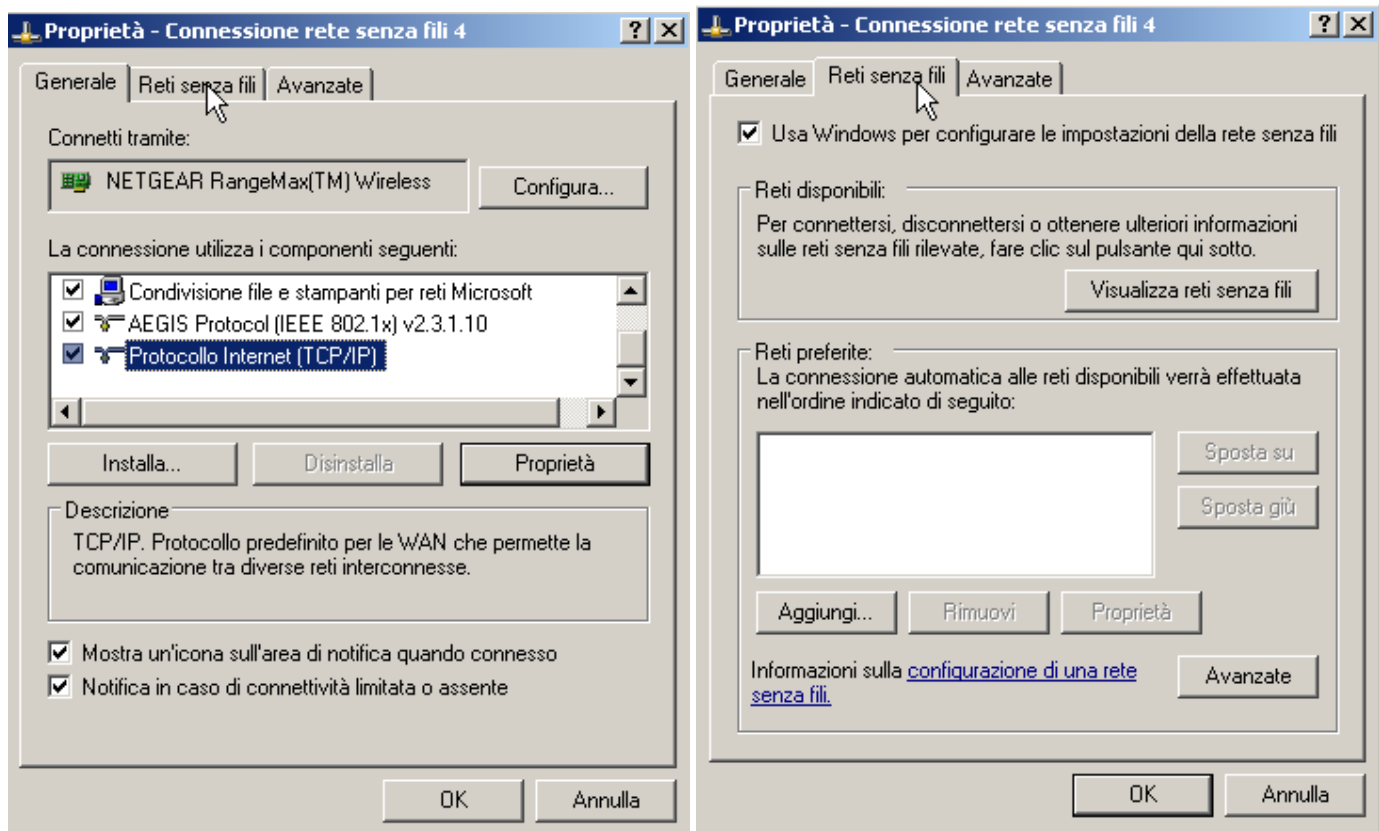 Proprietà - Connessione rete senza fili 4
Generale
Reti senza fili
Avanzate
Connetti tramite:
NETGEAR RangeMax(TM) Wireless
Configura...
La connessione utilizza i componenti seguenti:
Condivisione file e stampanti per reti Microsoft
AEGIS Protocol (IEEE 802.1x) v2.3.1.10
Protocollo Internet (TCP/IP)
Installa...
Disinstalla
Proprietà
Descrizione
TCP/IP. Protocollo predefinito per le WAN che permette la
comunicazione tra diverse reti interconnesse.
Mostra un'icona sull'area di notifica quando connesso
Notifica in caso di connettività limitata o assente
OK
Annulla
Proprietà - Connessione rete senza fili 4
Generale
Reti senza fili
Avanzate
Usa Windows per configurare le impostazioni della rete senza fili
Reti disponibili:
Per connettersi, disconnettersi o ottenere ulteriori informazioni
sulle reti senza fili rilevate, fare clic sul pulsante qui sotto.
Visualizza reti senza fili
Reti preferite:
La connessione automatica alle reti disponibili verrà effettuata
nell'ordine indicato di seguito:
Sposta su
Sposta giù
Aggiungi...
Rimuovi
Proprietà
Informazioni sulla configurazione di una rete
senza fili.
Avanzate
OK
Annulla